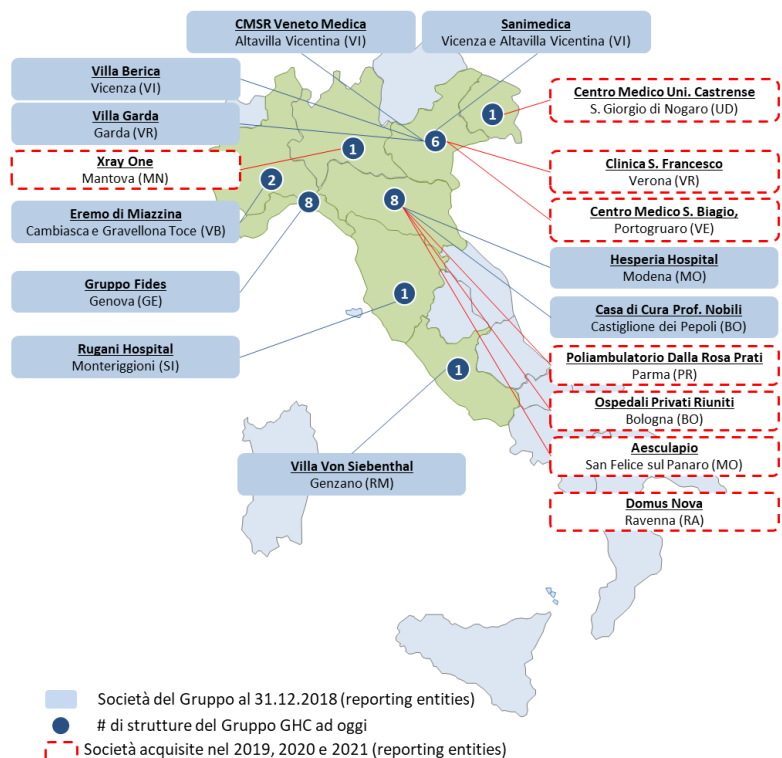 CMSR Veneto Medica
Altavilla Vicentina (VI)
Sanimedica
Vicenza e Altavilla Vicentina (VI)
Villa Berica
Vicenza (VI)
Villa Garda
Garda (VR)
Xray One
Mantova (MN)
Eremo di Miazzina
Cambiasca e Gravellona Toce (VB)
Gruppo Fides
Genova (GE)
Rugani Hospital
Monteriggioni (SI)
Villa Von Siebenthal
Genzano (RM)
Centro Medico Uni. Castrense
S. Giorgio di Nogaro (UD)
Clinica S. Francesco
Verona (VR)
Centro Medico S. Biagio,
Portogruaro (VE)
Hesperia Hospital
Modena (MO)
Casa di Cura Prof. Nobili
Castiglione dei Pepoli (BO)
Poliambulatorio Dalla Rosa Prati
Parma (PR)
Ospedali Privati Riuniti
Bologna (BO)
Aesculapio
San Felice sul Panaro (MO)
Domus Nova
Ravenna (RA)
1
6
1
2
8
8
1
1
Società del Gruppo al 31.12.2018 (reporting entities)
# di strutture del Gruppo GHC ad oggi
Società acquisite nel 2019, 2020 e 2021 (reporting entities)